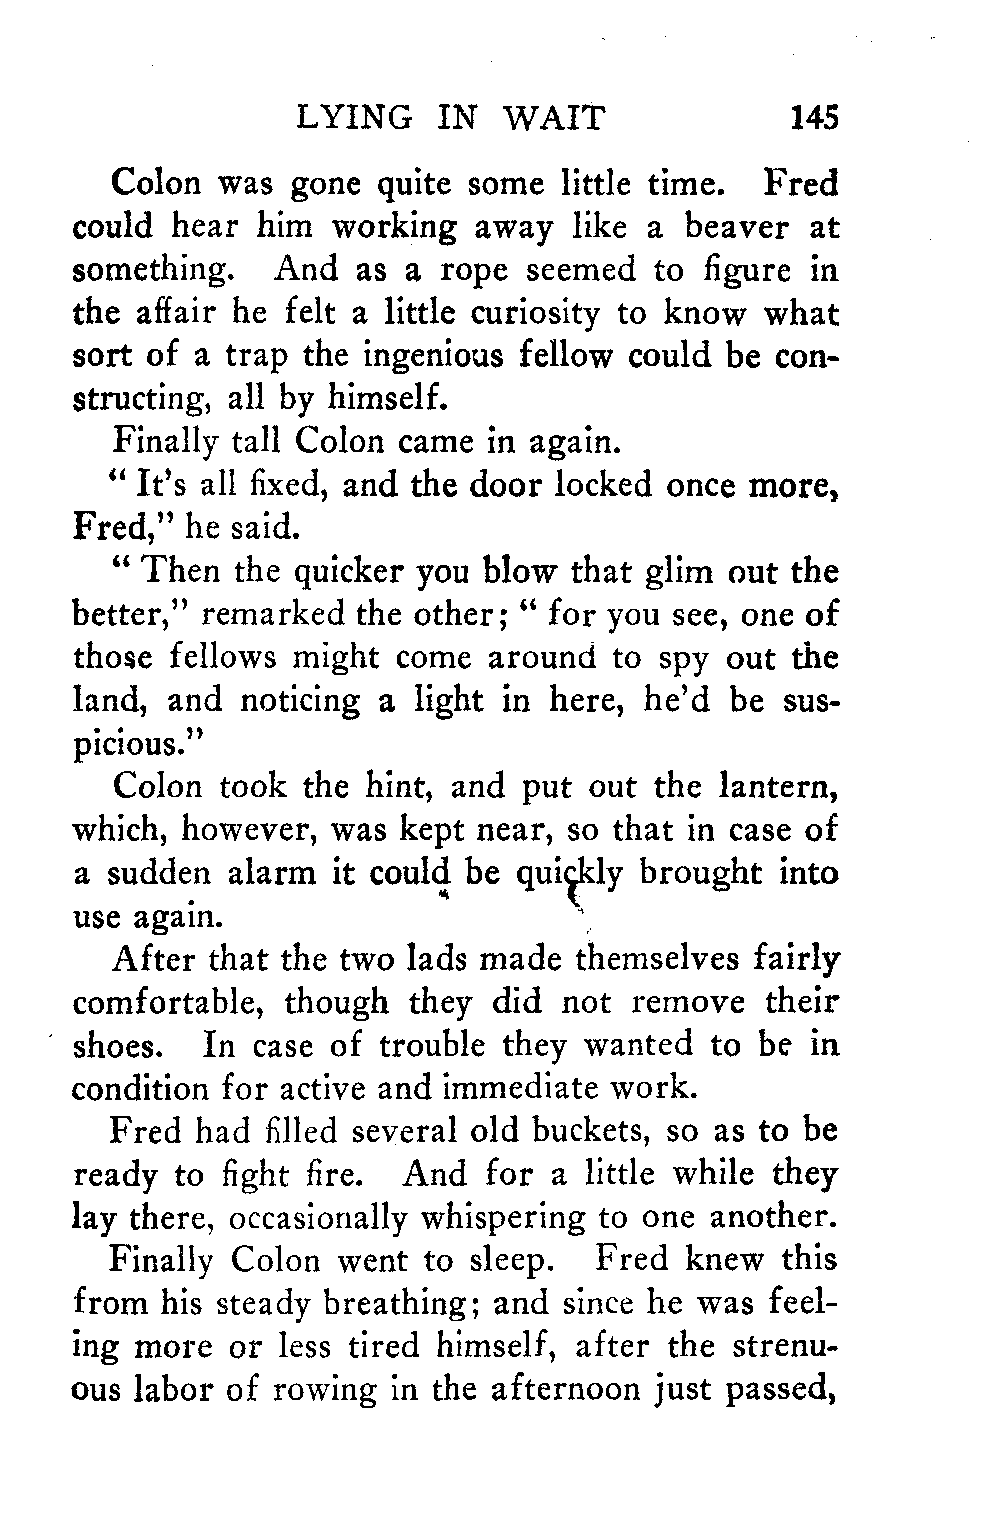 LYING IN WAIT 145
Colon was gone quite some little time. Fred
could hear him working away like a beaver at
something. And as a rope seemed to figure in
the affair he felt a little curiosity to know what
sort of a trap the ingenious fellow could be con-
structing, all by himself.
Finally tall Colon came in again.
“ It’s all fixed, and the door locked once more,
Fred,” he said.
“ Then the quicker you blow that glim out the
better,” remarked the other; “ for you see, one of
those fellows might come around to spy out the
land, and noticing a light in here, he’d be sus-
picious.”
Colon took the hint, and put out the lantern,
which, however, was kept near, so that in case of
a sudden alarm it could be quickly brought into
use again.
After that the two lads made themselves fairly
comfortable, though they did not remove their
shoes. In case of trouble they wanted to be in
condition for active and immediate work.
Fred had filled several old buckets, so as to be
ready to fight fire. And for a little while they
lay there, occasionally whispering to one another.
Finally Colon went to sleep. Fred knew this
from his steady breathing; and since he was feel-
ing more or less tired himself, after the strenu-
ous labor of rowing in the afternoon just passed,